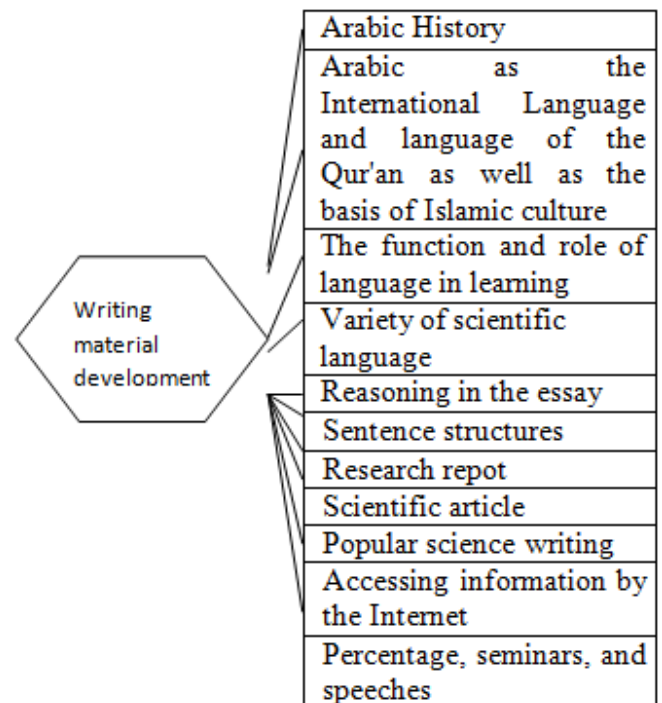 Writing
material
development
Arabic History
Arabic as the
International Language
and language of the
Qur'an as well as the
basis of Islamic culture
The function and role of
language in learning
Variety of scientific
language
Reasoning in the essay
Sentence structures
Research repot
Scientific article
Popular science writing
Accessing information by
the Internet
Percentage, seminars, and
speeches